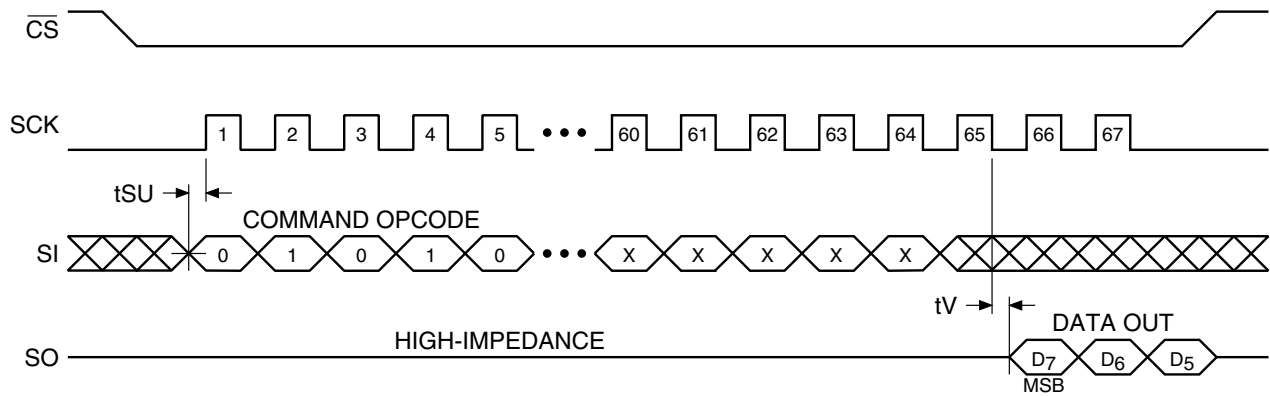 CS
SCK
1 2 3 4 5 ••• 60 61 62 63 64 65 66 67
tSU
COMMAND OPCODE
SI
0 1 0 1 0 ••• X X X X X
tV
DATA OUT
HIGH-IMPEDANCE
SO
D7 D6 D5
MSB